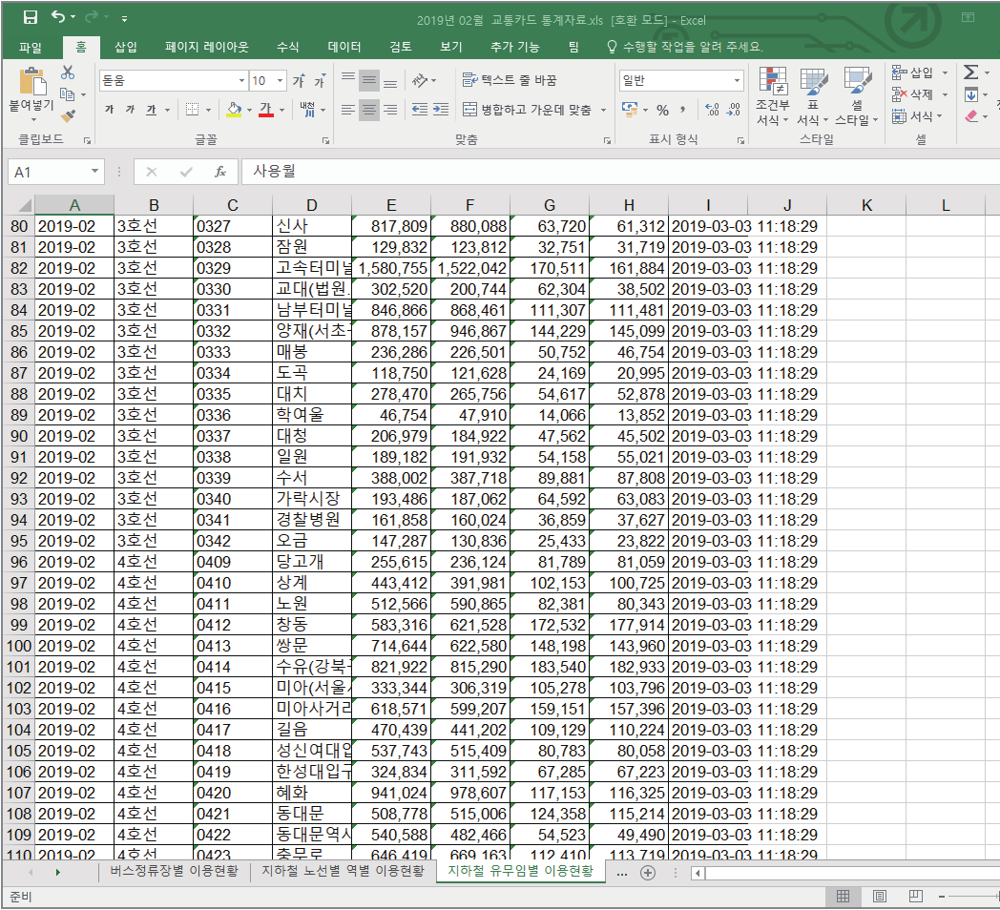 2019년 02월 교통카드 통계자료.xls [호환 모드] - Excel
파일 홈 삽입 페이지 레이아웃 수식 데이터 검토 보기 추가 기능 팀 수행할 작업을 알려 주세요.
붙여넣기
돋움 10
가 가 가
텍스트 줄 바꿈
병합하고 가운데 맞춤
일반
조건부 서식 표 서식 셀 스타일
삽입
삭제
서식
클립보드 글꼴 맞춤 표시 형식 스타일 셀
A1 fx 사용월
A B C D E F G H I J K L
80 2019-02 3호선 0327 신사 817,809 880,088 63,720 61,312 2019-03-03 11:18:29
81 2019-02 3호선 0328 잠원 129,832 123,812 32,751 31,719 2019-03-03 11:18:29
82 2019-02 3호선 0329 고속터미널 1,580,755 1,522,042 170,511 161,884 2019-03-03 11:18:29
83 2019-02 3호선 0330 교대(법원 302,520 200,744 62,304 38,502 2019-03-03 11:18:29
84 2019-02 3호선 0331 남부터미널 846,866 868,461 111,307 111,481 2019-03-03 11:18:29
85 2019-02 3호선 0332 양재(서초 878,157 946,867 144,229 145,099 2019-03-03 11:18:29
86 2019-02 3호선 0333 매봉 236,286 226,501 50,752 46,754 2019-03-03 11:18:29
87 2019-02 3호선 0334 도곡 118,750 121,628 24,169 20,995 2019-03-03 11:18:29
88 2019-02 3호선 0335 대치 278,470 265,756 54,617 52,878 2019-03-03 11:18:29
89 2019-02 3호선 0336 학여울 46,754 47,910 14,066 13,852 2019-03-03 11:18:29
90 2019-02 3호선 0337 대청 206,979 184,922 47,562 45,502 2019-03-03 11:18:29
91 2019-02 3호선 0338 일원 189,182 191,932 54,158 55,021 2019-03-03 11:18:29
92 2019-02 3호선 0339 수서 388,002 387,718 89,881 87,808 2019-03-03 11:18:29
93 2019-02 3호선 0340 가락시장 193,486 187,062 64,592 63,083 2019-03-03 11:18:29
94 2019-02 3호선 0341 경찰병원 161,858 160,024 36,859 37,627 2019-03-03 11:18:29
95 2019-02 3호선 0342 오금 147,287 130,836 25,433 23,822 2019-03-03 11:18:29
96 2019-02 4호선 0409 당고개 255,615 236,124 81,789 81,059 2019-03-03 11:18:29
97 2019-02 4호선 0410 상계 443,412 391,981 102,153 100,725 2019-03-03 11:18:29
98 2019-02 4호선 0411 노원 512,566 590,865 82,381 80,343 2019-03-03 11:18:29
99 2019-02 4호선 0412 창동 583,316 621,528 172,532 177,914 2019-03-03 11:18:29
100 2019-02 4호선 0413 쌍문 714,644 622,580 148,198 143,960 2019-03-03 11:18:29
101 2019-02 4호선 0414 수유(강북 821,922 815,290 183,540 182,933 2019-03-03 11:18:29
102 2019-02 4호선 0415 미아(서울 333,344 306,319 105,278 103,796 2019-03-03 11:18:29
103 2019-02 4호선 0416 미아사거리 618,571 599,207 159,151 157,396 2019-03-03 11:18:29
104 2019-02 4호선 0417 길음 470,439 441,202 109,129 110,224 2019-03-03 11:18:29
105 2019-02 4호선 0418 성신여대입 537,743 515,409 80,783 80,058 2019-03-03 11:18:29
106 2019-02 4호선 0419 한성대입구 324,834 311,592 67,285 67,223 2019-03-03 11:18:29
107 2019-02 4호선 0420 혜화 941,024 978,607 117,153 116,325 2019-03-03 11:18:29
108 2019-02 4호선 0421 동대문 508,778 515,006 124,358 115,214 2019-03-03 11:18:29
109 2019-02 4호선 0422 동대문역사 540,588 482,466 54,523 49,490 2019-03-03 11:18:29
110 2019-02 4호선 0423 충무로 646,419 669,163 112,410 113,719 2019-03-03 11:18:29
버스정류장별 이용현황 지하철 노선별 역별 이용현황 지하철 유무임별 이용현황 ...
준비